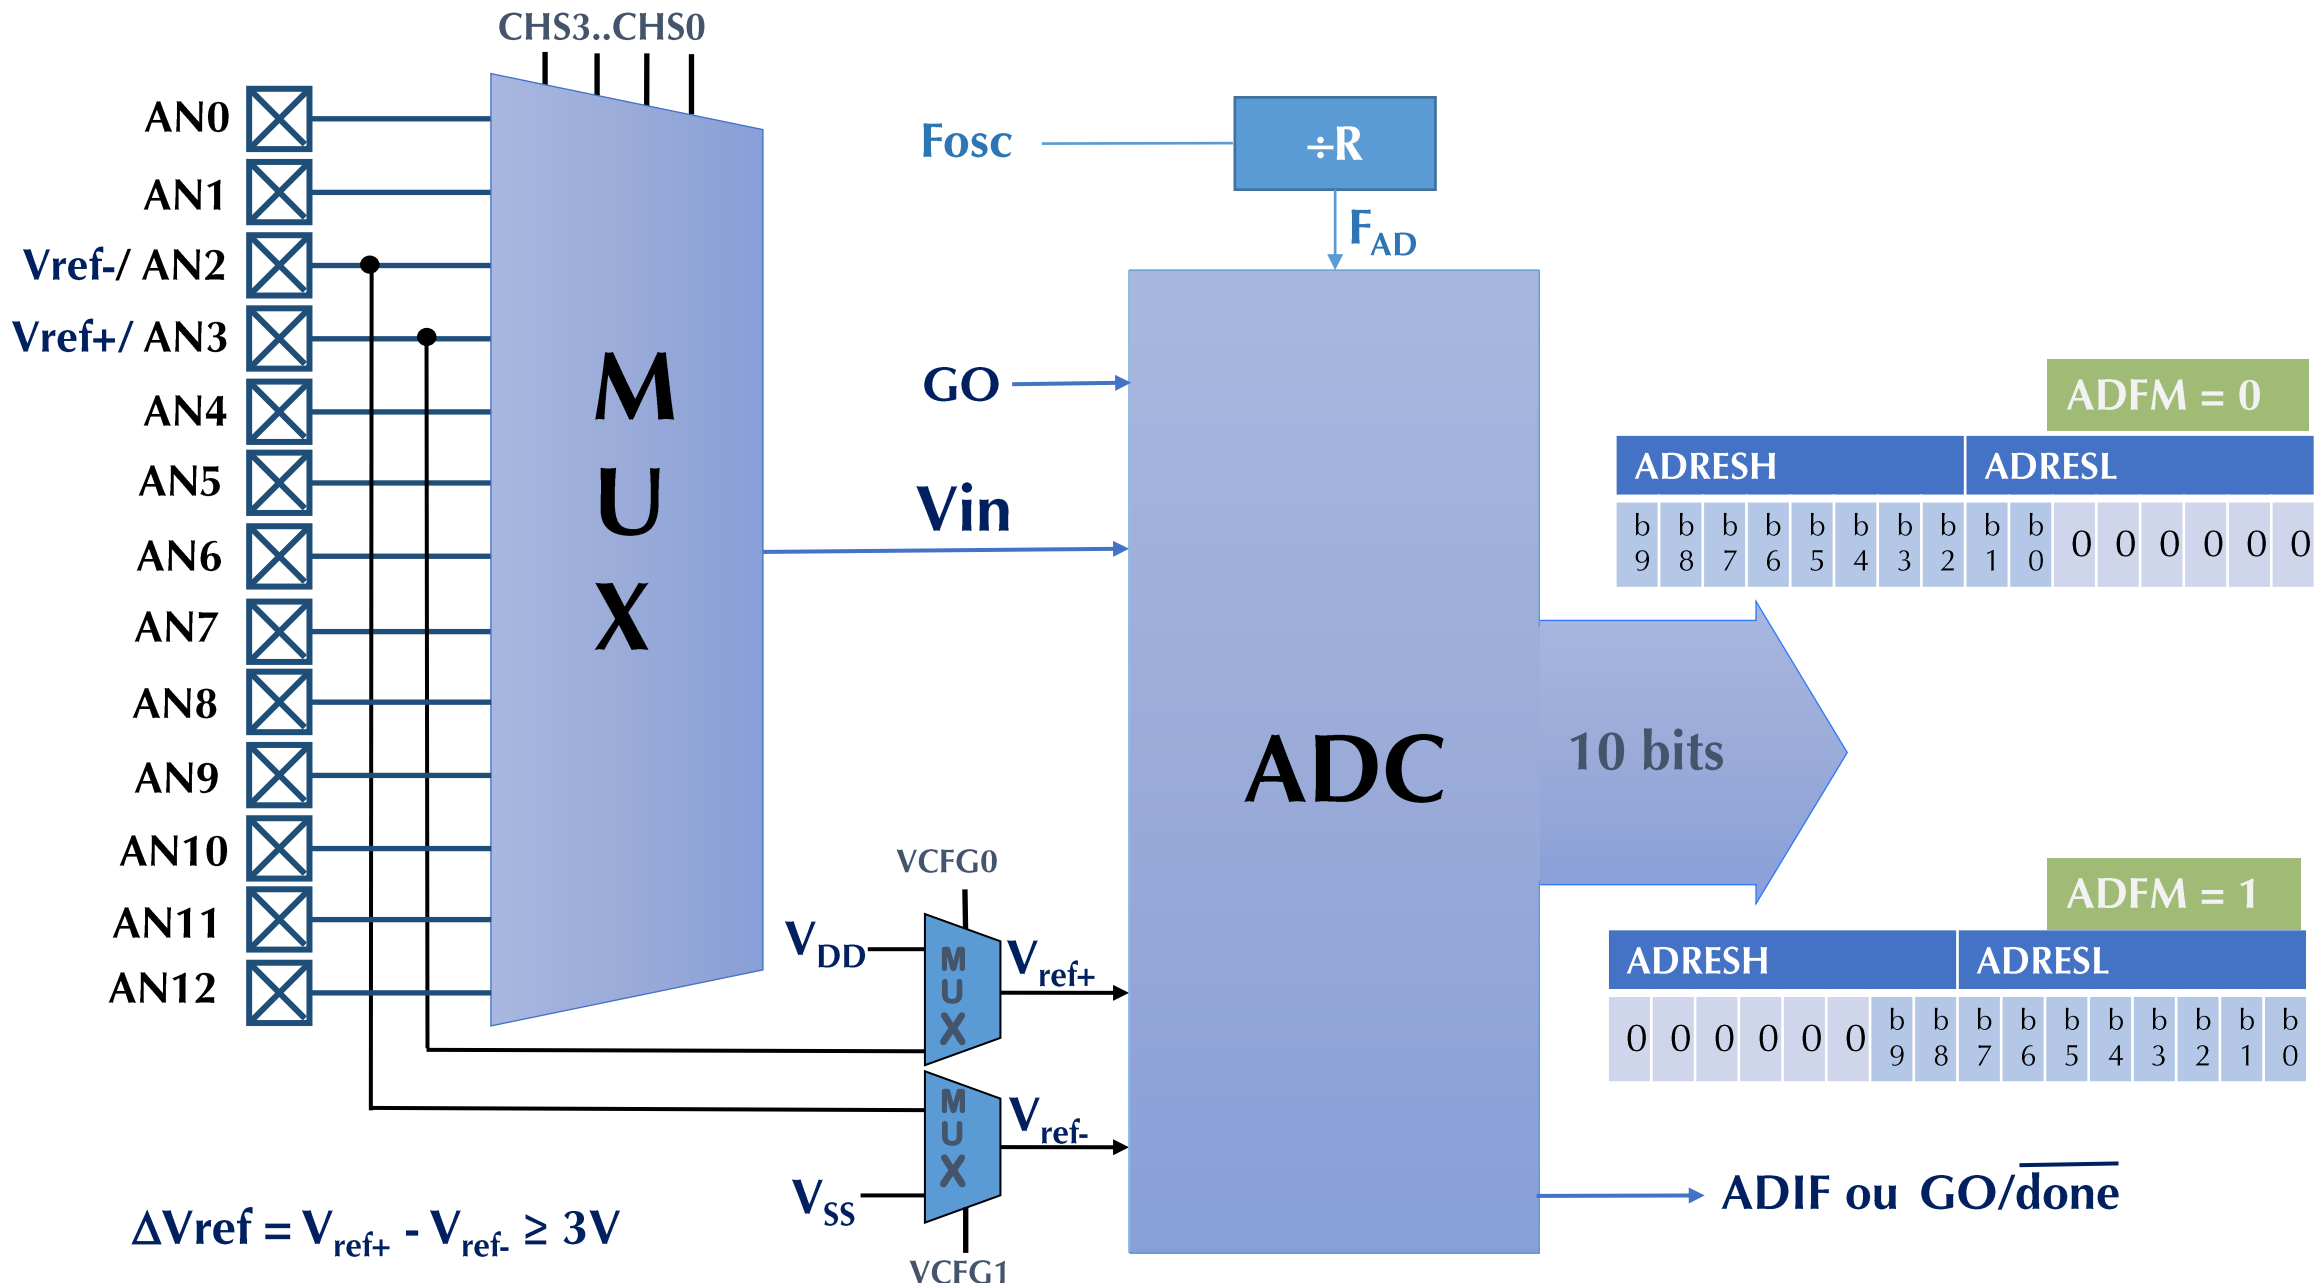 CHS3..CHS0
AN0
AN1
Vref-/ AN2
Vref+/ AN3
AN4
AN5
AN6
AN7
AN8
AN9
AN10
AN11
AN12
M
U
X
Fosc
÷R
FAD
GO
Vin
ADC
10 bits
ADFM = 0
ADRESH ADRESL
b9 b8 b7 b6 b5 b4 b3 b2 b1 b0 0 0 0 0 0 0
ADFM = 1
ADRESH ADRESL
0 0 0 0 0 0 b9 b8 b7 b6 b5 b4 b3 b2 b1 b0
VCFG0
VDD
M
U
X
Vref+
M
U
X
Vref-
VSS
VCFG1
ADIF ou GO/done
ΔVref = Vref+ - Vref- ≥ 3V